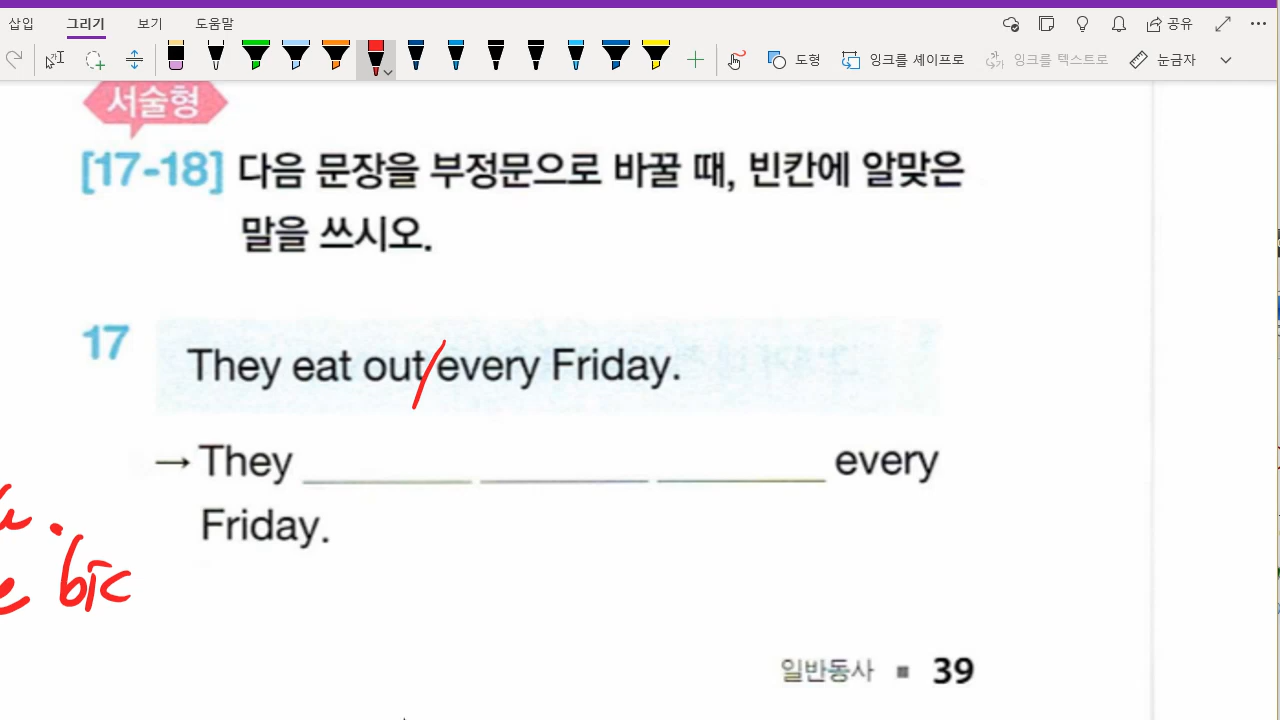 삽입 그리기 보기 도움말 공유
도형 잉크를 셰이프로 잉크를 텍스트로 눈금자
서술형
[17-18] 다음 문장을 부정문으로 바꿀 때, 빈칸에 알맞은
말을 쓰시오.
17
They eat out/every Friday.
→ They ______ ______ ______ every
Friday.
일반동사 ■ 39